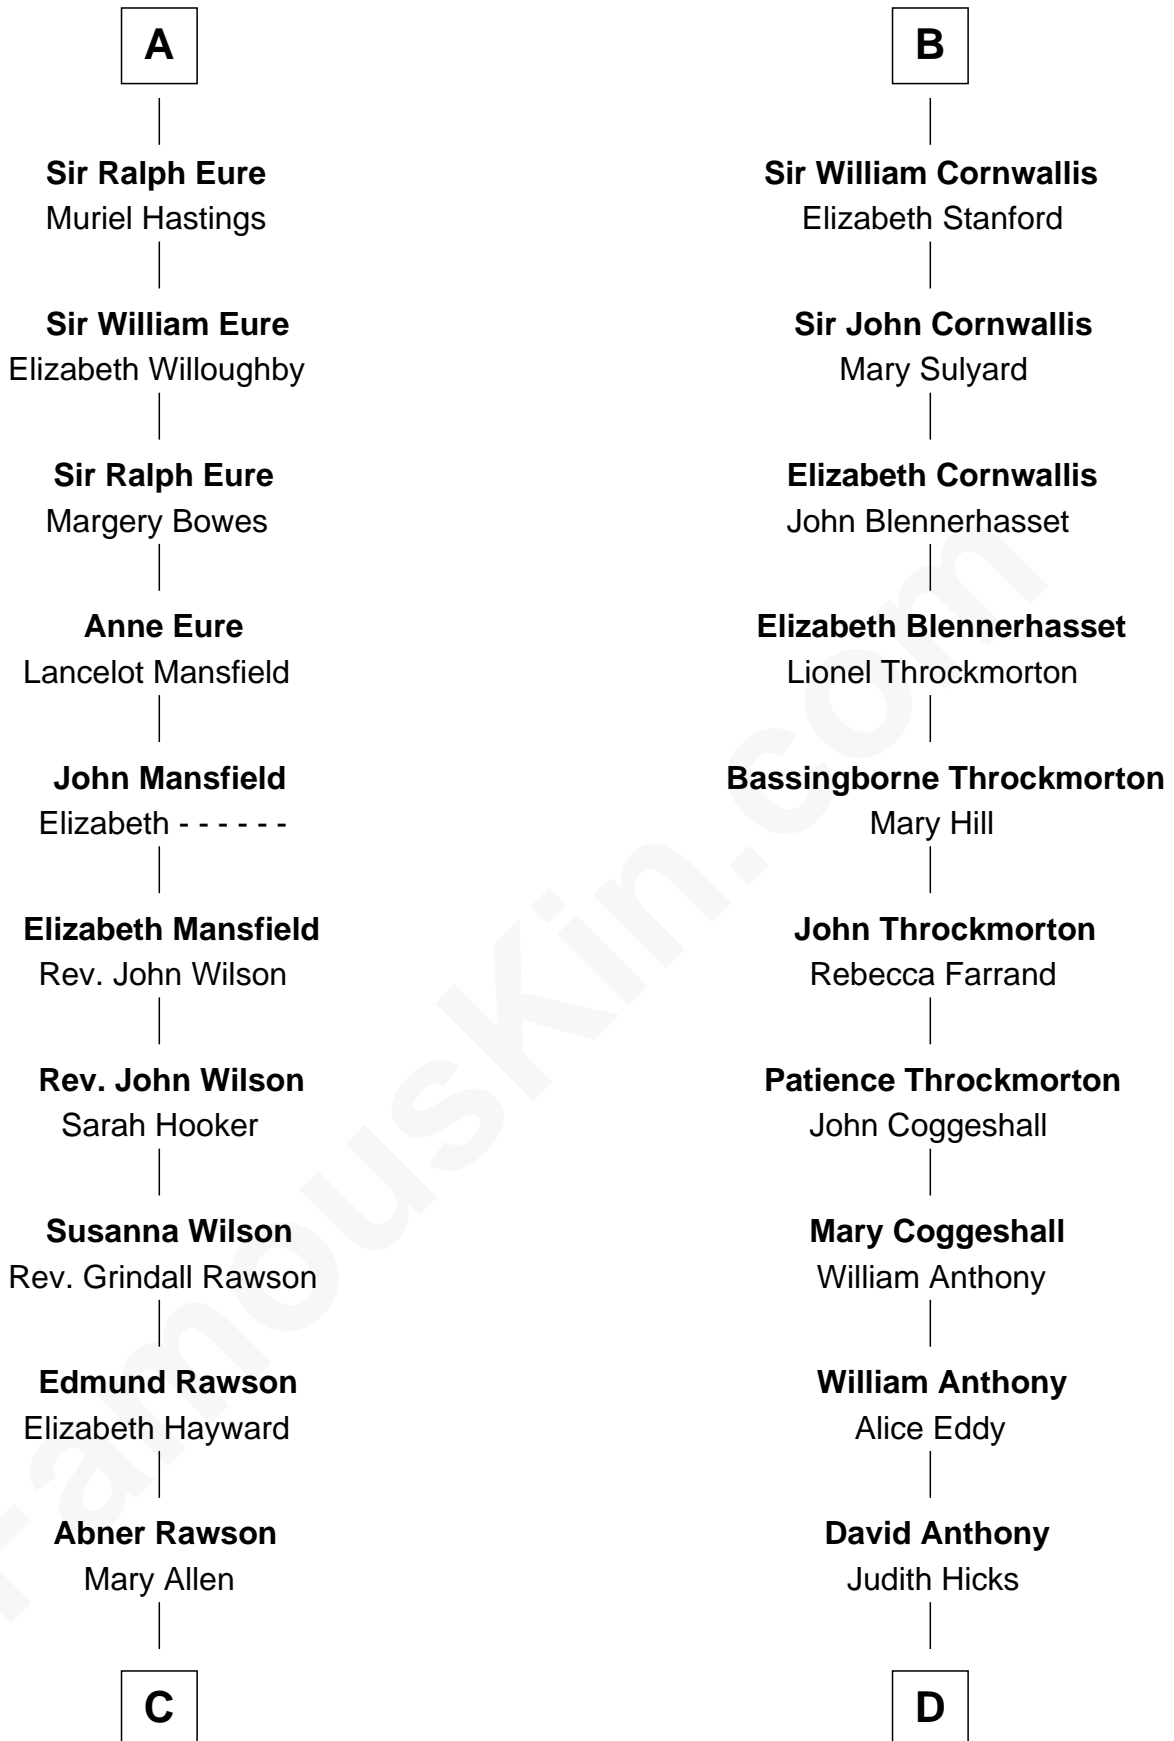 A
Sir Ralph Eure
Muriel Hastings
Sir William Eure
Elizabeth Willoughby
Sir Ralph Eure
Margery Bowes
Anne Eure
Lancelot Mansfield
John Mansfield
Elizabeth - - - - - -
Elizabeth Mansfield
Rev. John Wilson
Rev. John Wilson
Sarah Hooker
Susanna Wilson
Rev. Grindall Rawson
Edmund Rawson
Elizabeth Hayward
Abner Rawson
Mary Allen
C
B
Sir William Cornwallis
Elizabeth Stanford
Sir John Cornwallis
Mary Sulyard
Elizabeth Cornwallis
John Blennerhasset
Elizabeth Blennerhasset
Lionel Throckmorton
Bassingborne Throckmorton
Mary Hill
John Throckmorton
Rebecca Farrand
Patience Throckmorton
John Coggeshall
Mary Coggeshall
William Anthony
William Anthony
Alice Eddy
David Anthony
Judith Hicks
D
FamousKin.com